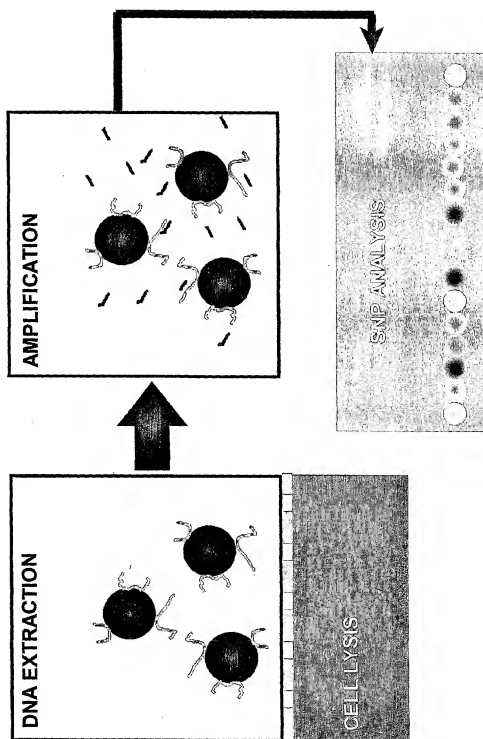 DNA EXTRACTION
CELL LYSIS
AMPLIFICATION
SNP ANALYSIS